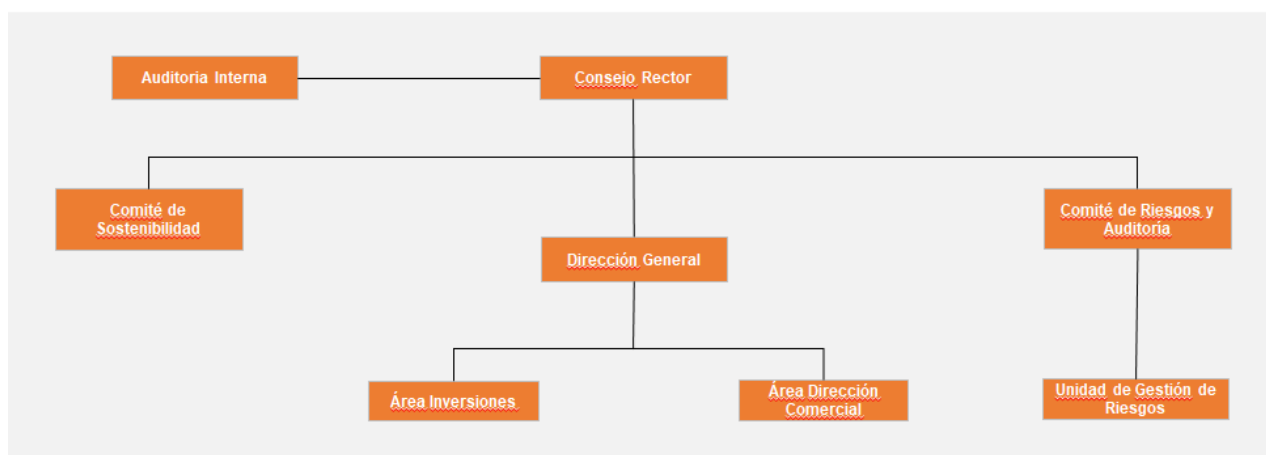 Auditoria Interna
Consejo Rector
Comité de
Sostenibilidad
Comité de Riesgos y
Auditoría
Dirección General
Área Inversiones
Área Dirección
Comercial
Unidad de Gestión de
Riesgos